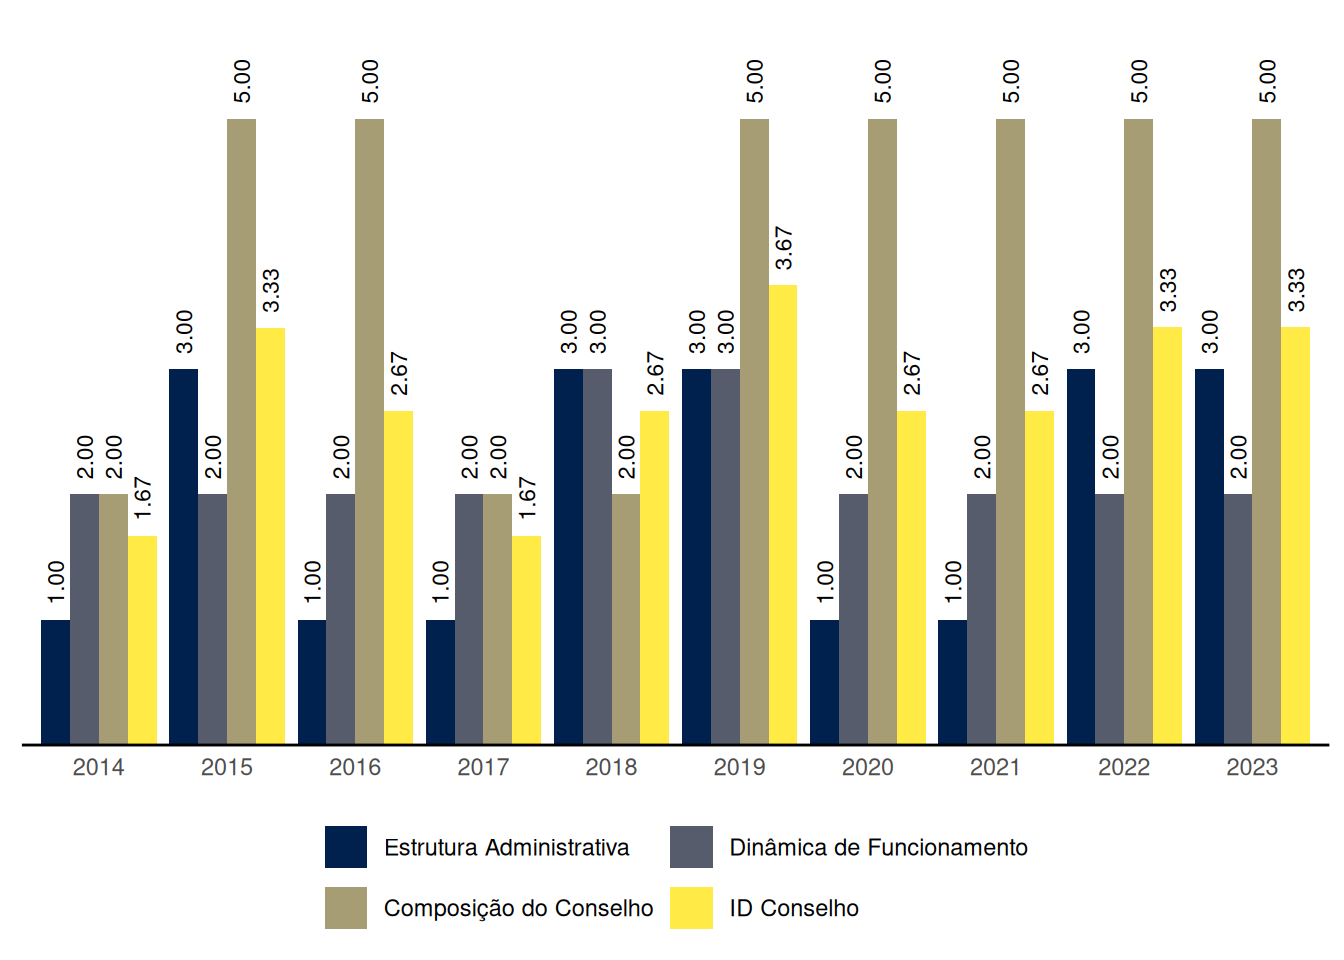 1.00 2.00 2.00 1.67 3.00 2.00 5.00 3.33 1.00 2.00 5.00 2.67 1.00 2.00 2.00 1.67 3.00 3.00 2.00 2.67 3.00 3.00 5.00 3.67 1.00 2.00 5.00 2.67 1.00 2.00 5.00 2.67 3.00 2.00 5.00 3.33 3.00 2.00 5.00 3.33
2014 2015 2016 2017 2018 2019 2020 2021 2022 2023
Estrutura Administrativa Dinâmica de Funcionamento
Composição do Conselho ID Conselho